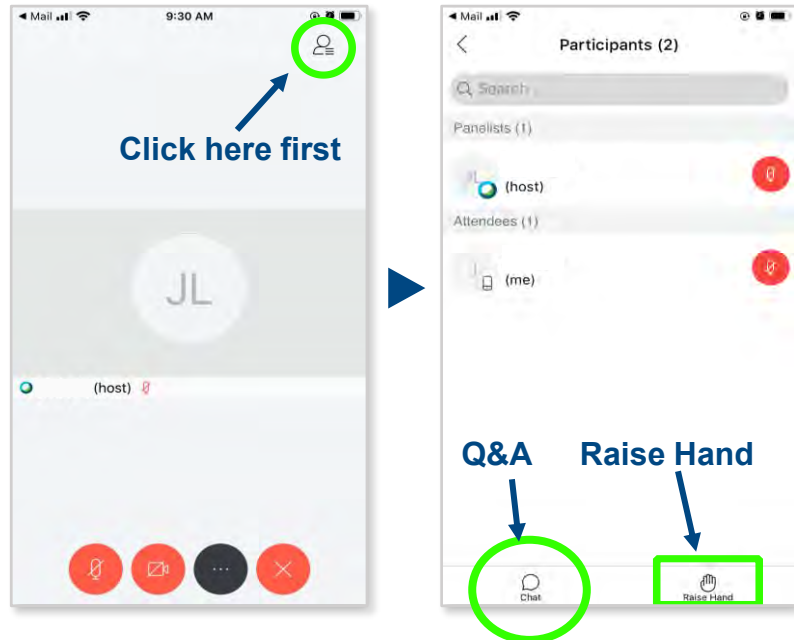 Mail
9:30 AM
Click here first
JL
(host)
Mail
Participants (2)
Search
Panelists (1)
JL
(host)
Attendees (1)
(me)
Q&A
Raise Hand
Chat
Raise Hand